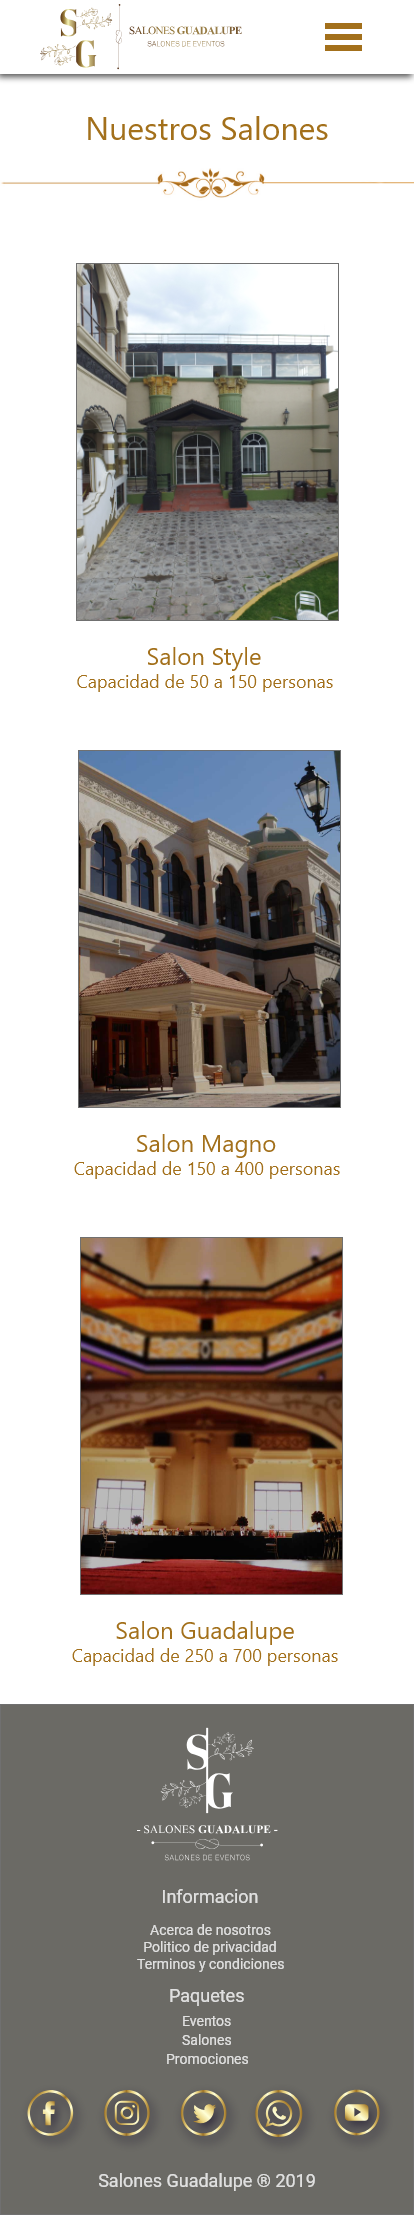 SG
SALONES GUADALUPE
SALONES DE EVENTOS
Nuestros Salones
Salon Style
Capacidad de 50 a 150 personas
Salon Magno
Capacidad de 150 a 400 personas
Salon Guadalupe
Capacidad de 250 a 700 personas
SG
- SALONES GUADALUPE -
SALONES DE EVENTOS
Informacion
Acerca de nosotros
Politico de privacidad
Terminos y condiciones
Paquetes
Eventos
Salones
Promociones
Salones Guadalupe ® 2019